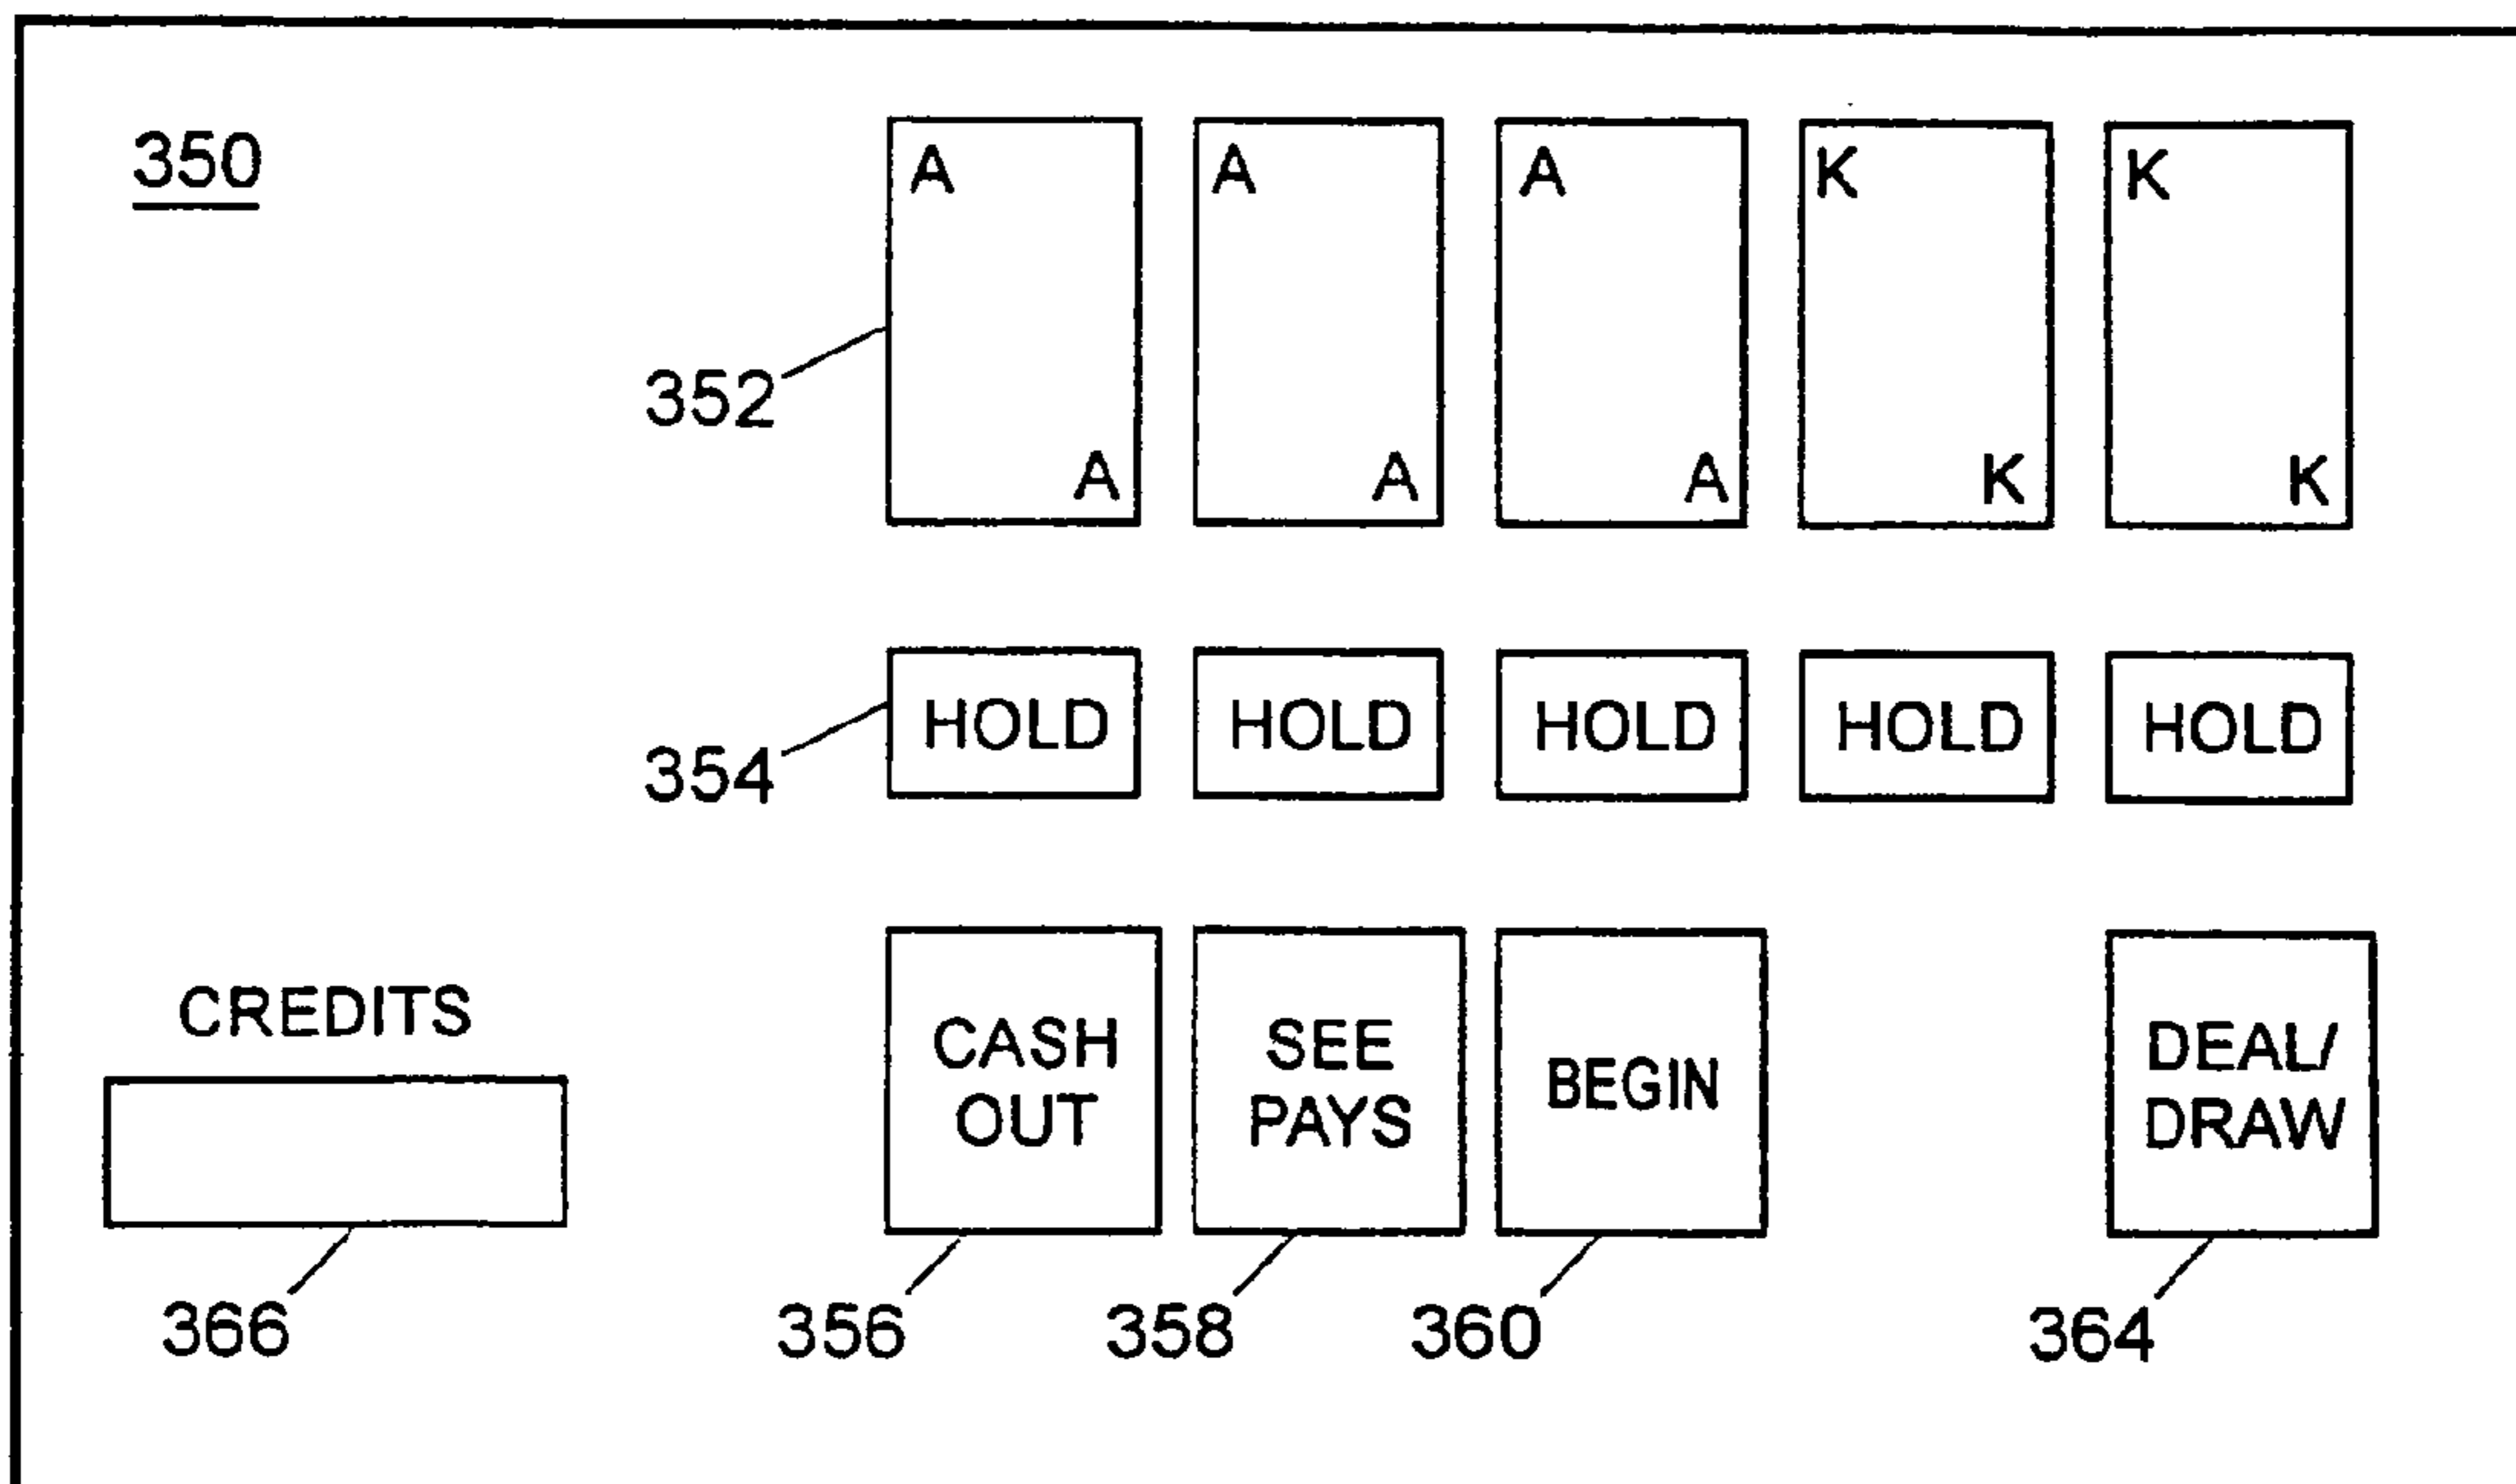 350
A A A K K
352
A A A K K
HOLD HOLD HOLD HOLD HOLD
354
CREDITS
CASH OUT
SEE PAYS
BEGIN
DEAL/
DRAW
366 356 358 360 364